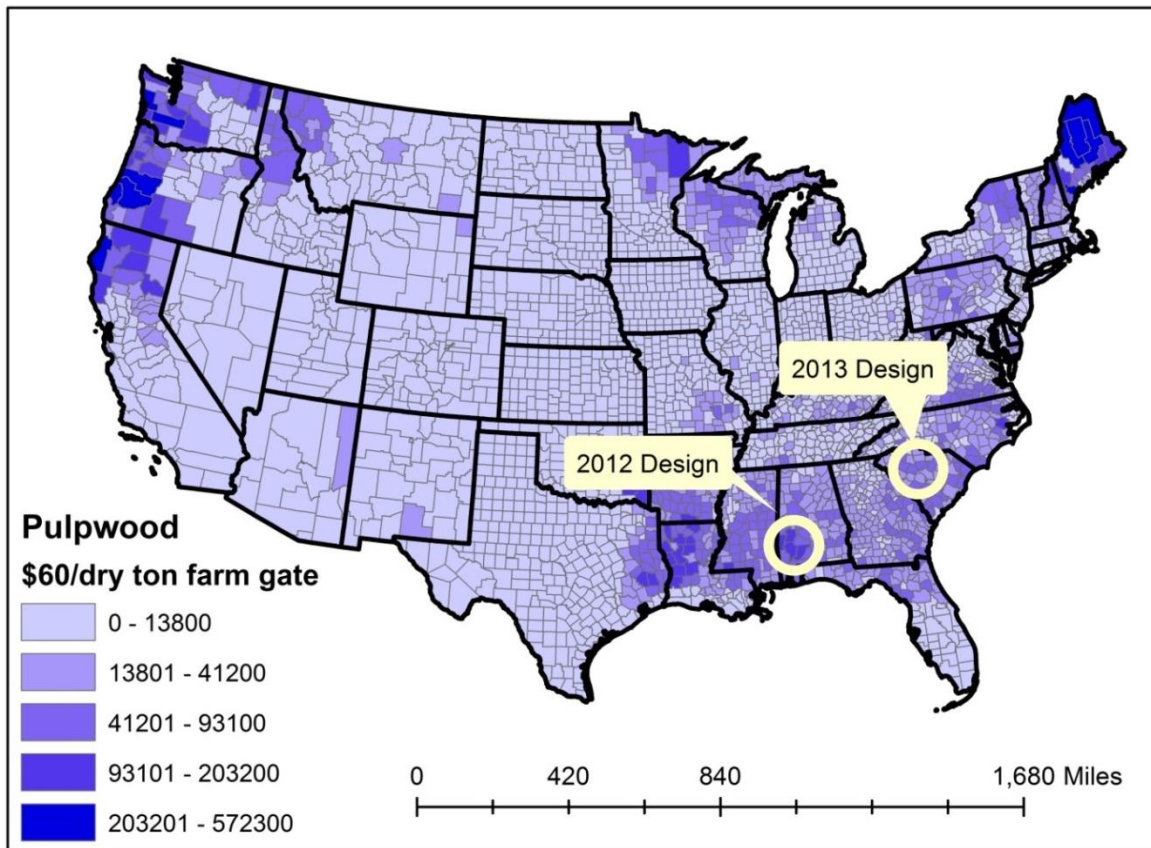 2013 Design
2012 Design
Pulpwood
$60/dry ton farm gate
0 - 13800
13801 - 41200
41201 - 93100
93101 - 203200
203201 - 572300
0 420 840 1,680 Miles